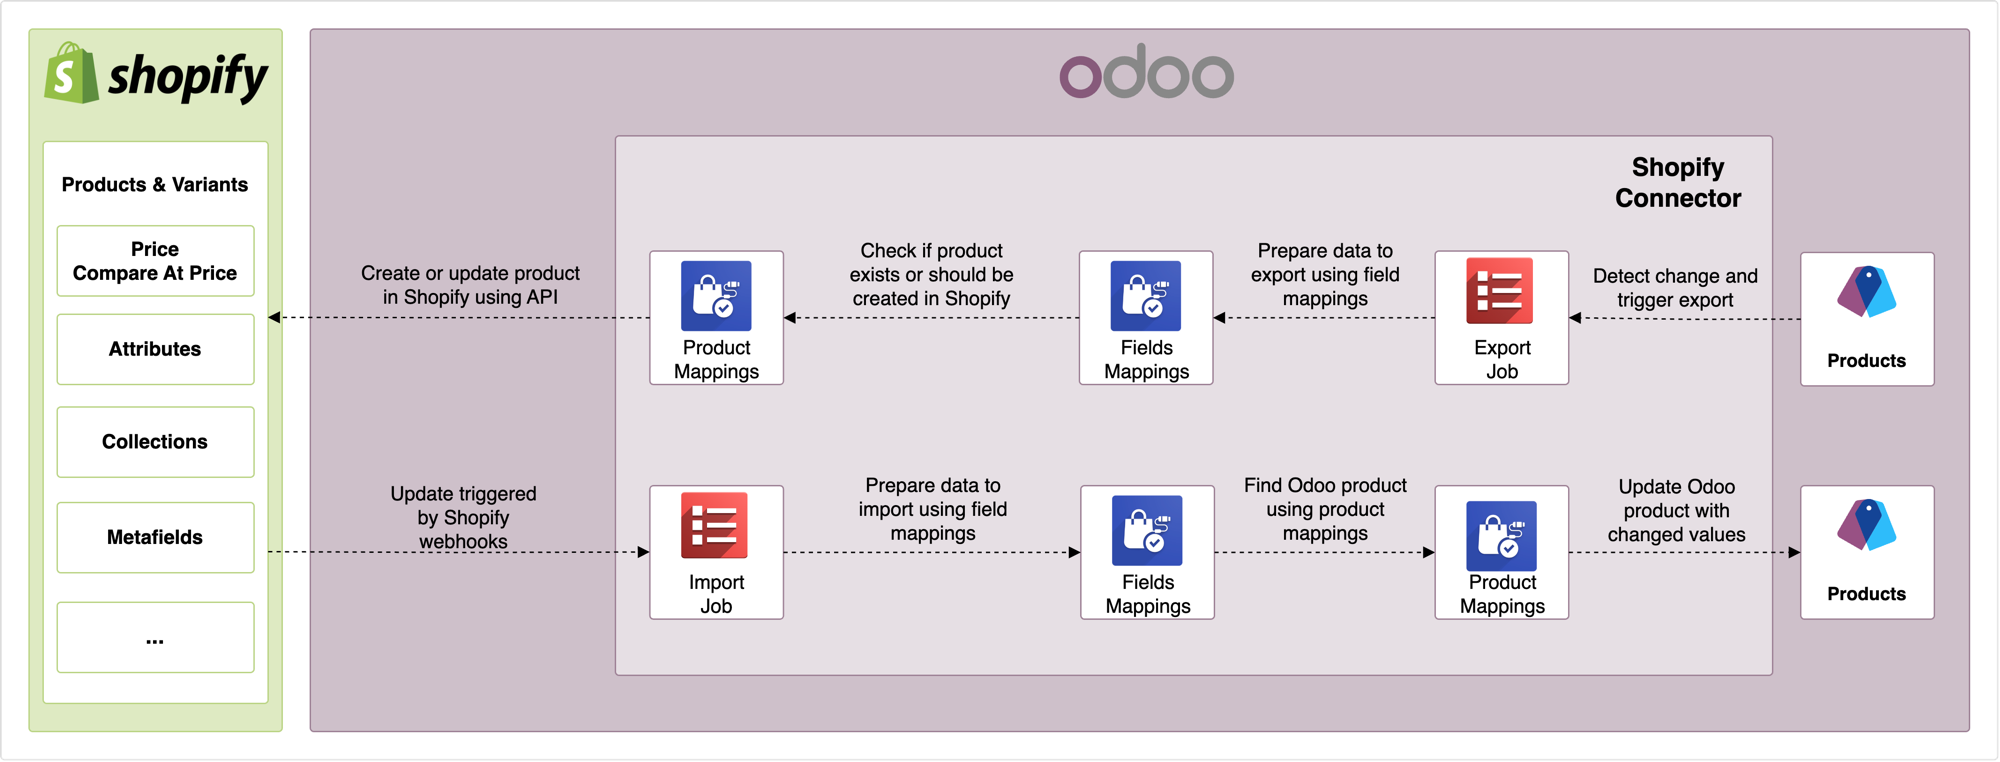 shopify
odoo
Products & Variants
Price
Compare At Price
Attributes
Collections
Metafields
...
Shopify
Connector
Create or update product
in Shopify using API
Product
Mappings
Check if product
exists or should be
created in Shopify
Fields
Mappings
Prepare data to
export using field
mappings
Export
Job
Detect change and
trigger export
Products
Update triggered
by Shopify
webhooks
Import
Job
Prepare data to
import using field
mappings
Fields
Mappings
Find Odoo product
using product
mappings
Product
Mappings
Update Odoo
product with
changed values
Products